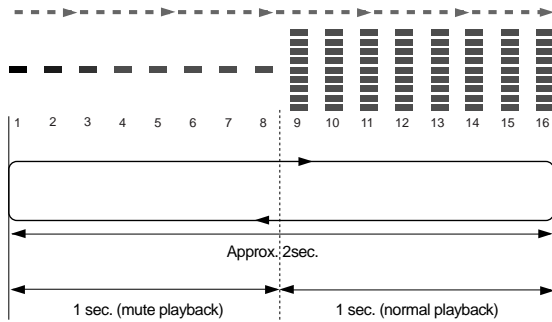 1 2 3 4 5 6 7 8 9 10 11 12 13 14 15 16
Approx. 2sec.
1 sec. (mute playback) 1 sec. (normal playback)